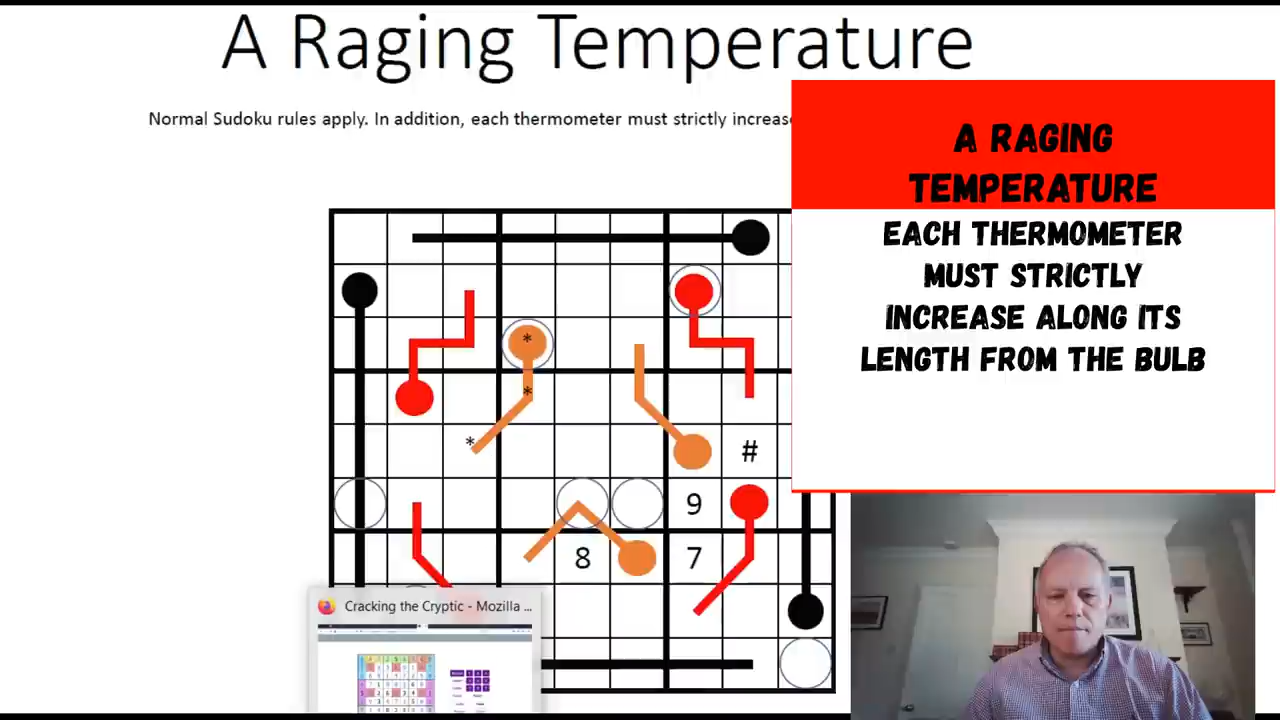 A Raging Temperature
Normal Sudoku rules apply. In addition, each thermometer must strictly increase
A RAGING
TEMPERATURE
EACH THERMOMETER
MUST STRICTLY
INCREASE ALONG ITS
LENGTH FROM THE BULB
*
*
*
#
9
8
7
Cracking the Cryptic - Mozilla ...